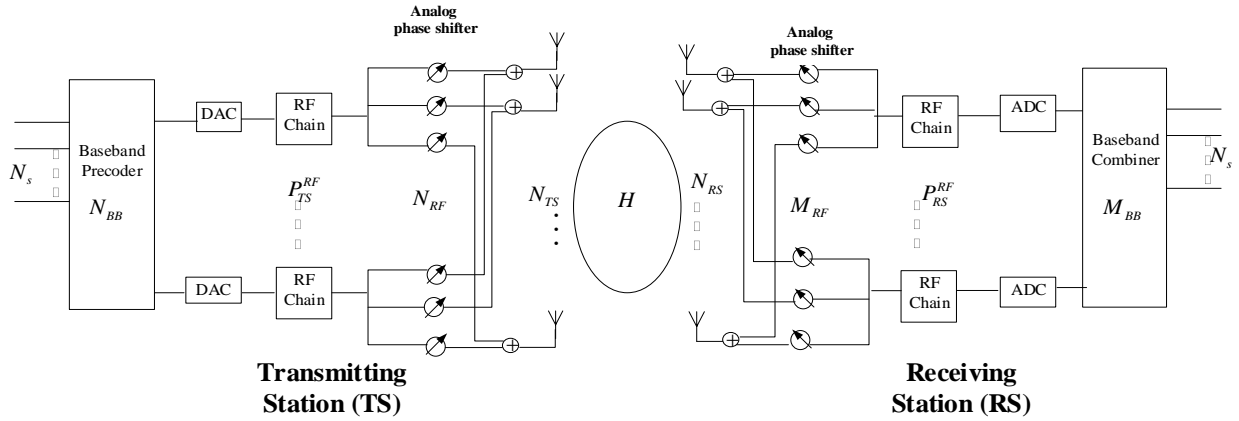 Analog
phase shifter
Analog
phase shifter
DAC
RF
Chain
RF
Chain
ADC
Baseband
Precoder
N_BB
Baseband
Combiner
M_BB
N_s
P_TS^RF
N_RF
N_TS
H
N_RS
M_RF
P_RS^RF
N_s
DAC
RF
Chain
RF
Chain
ADC
Transmitting
Station (TS)
Receiving
Station (RS)